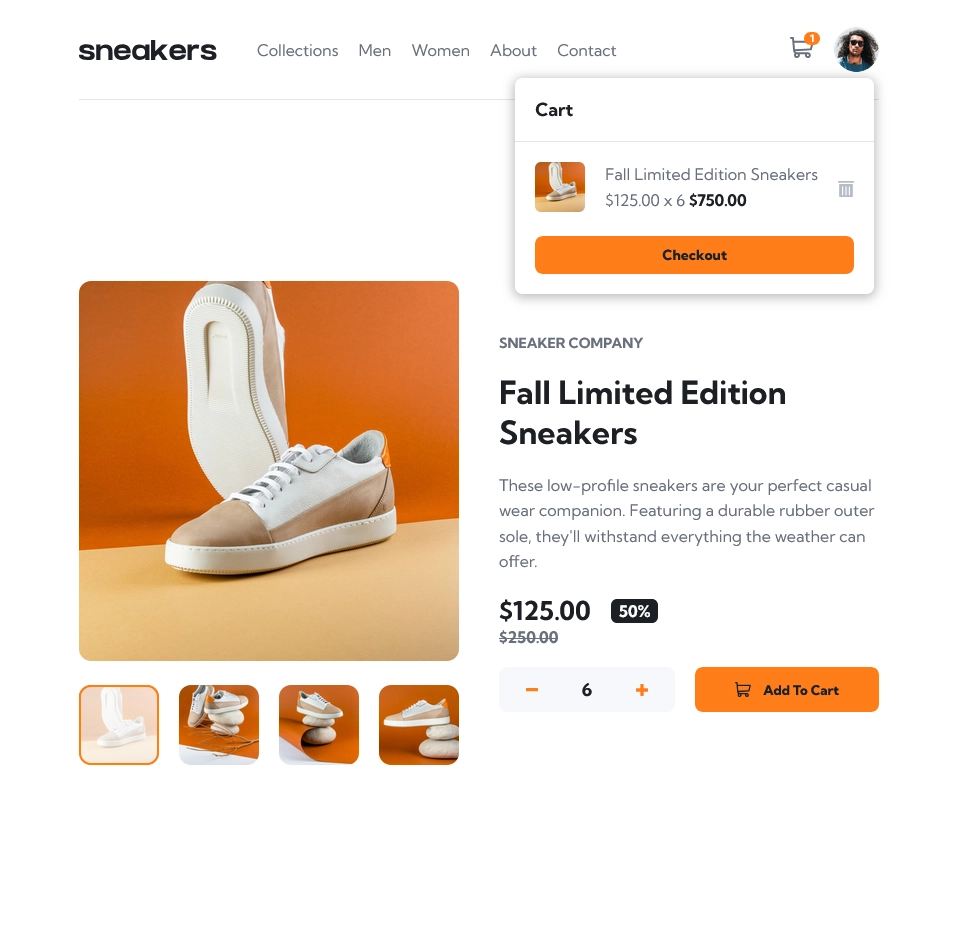 sneakers
Collections Men Women About Contact
1
Cart
Fall Limited Edition Sneakers
$125.00 x 6 $750.00
Checkout
SNEAKER COMPANY
Fall Limited Edition
Sneakers
These low-profile sneakers are your perfect casual
wear companion. Featuring a durable rubber outer
sole, they'll withstand everything the weather can
offer.
$125.00 50%
$250.00
6
Add To Cart